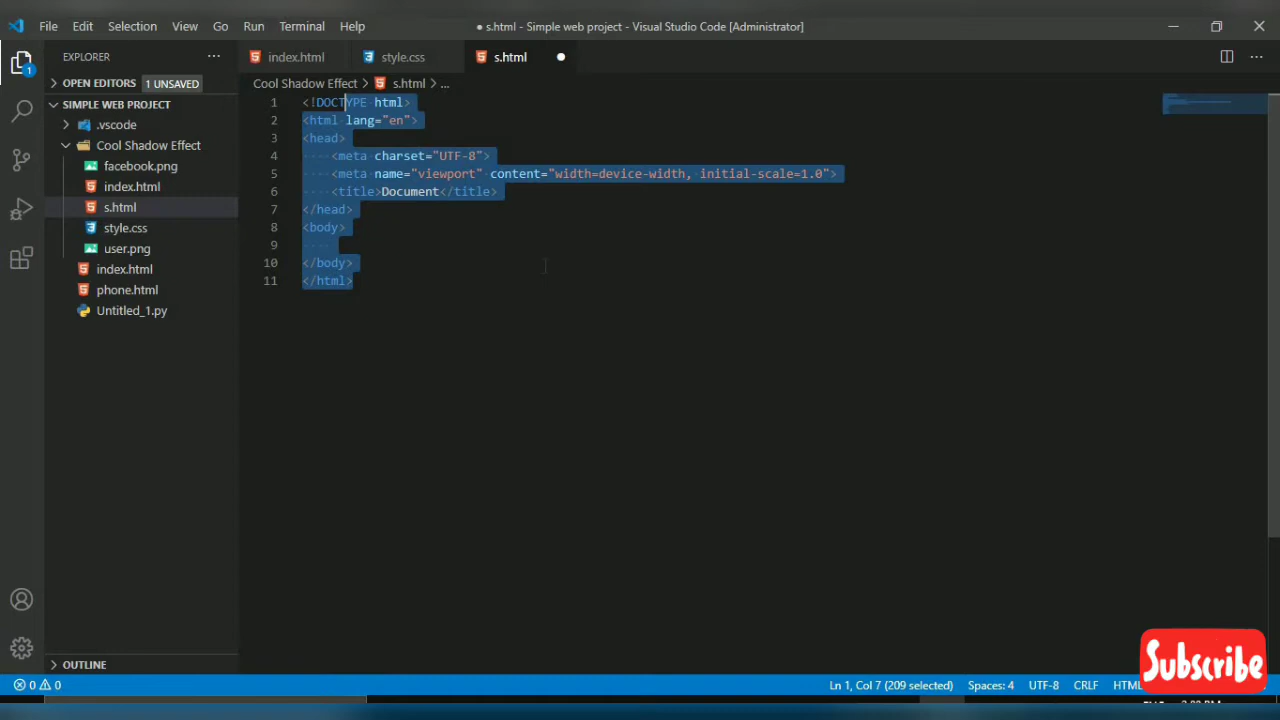 File Edit Selection View Go Run Terminal Help
● s.html - Simple web project - Visual Studio Code [Administrator]
EXPLORER ···
index.html style.css s.html ●
OPEN EDITORS 1 UNSAVED
Cool Shadow Effect > s.html > ...
SIMPLE WEB PROJECT
.vscode
Cool Shadow Effect
facebook.png
index.html
s.html
style.css
user.png
index.html
phone.html
Untitled_1.py
1 <!DOCTYPE html>
2 <html lang="en">
3 <head>
4 <meta charset="UTF-8">
5 <meta name="viewport" content="width=device-width, initial-scale=1.0">
6 <title>Document</title>
7 </head>
8 <body>
9
10 </body>
11 </html>
1
OUTLINE
Subscribe
0 0 Ln 1, Col 7 (209 selected) Spaces: 4 UTF-8 CRLF HTML